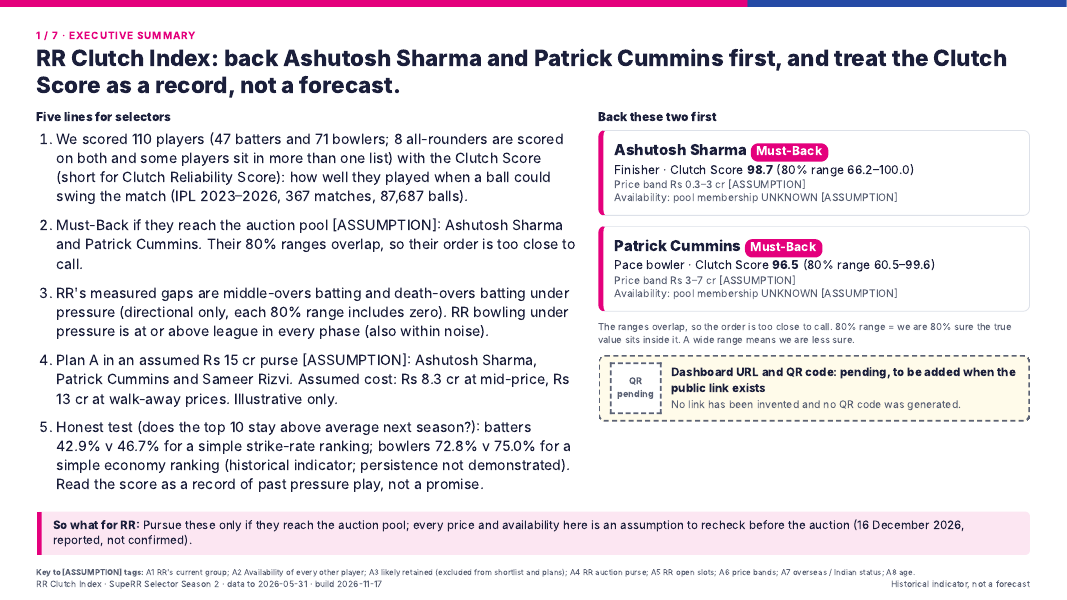 1 / 7 · EXECUTIVE SUMMARY
RR Clutch Index: back Ashutosh Sharma and Patrick Cummins first, and treat the Clutch
Score as a record, not a forecast.
Five lines for selectors
1. We scored 110 players (47 batters and 71 bowlers; 8 all-rounders are scored
on both and some players sit in more than one list) with the Clutch Score
(short for Clutch Reliability Score): how well they played when a ball could
swing the match (IPL 2023–2026, 367 matches, 87,687 balls).
2. Must-Back if they reach the auction pool [ASSUMPTION]: Ashutosh Sharma
and Patrick Cummins. Their 80% ranges overlap, so their order is too close to
call.
3. RR's measured gaps are middle-overs batting and death-overs batting under
pressure (directional only, each 80% range includes zero). RR bowling under
pressure is at or above league in every phase (also within noise).
4. Plan A in an assumed Rs 15 cr purse [ASSUMPTION]: Ashutosh Sharma,
Patrick Cummins and Sameer Rizvi. Assumed cost: Rs 8.3 cr at mid-price, Rs
13 cr at walk-away prices. Illustrative only.
5. Honest test (does the top 10 stay above average next season?): batters
42.9% v 46.7% for a simple strike-rate ranking; bowlers 72.8% v 75.0% for a
simple economy ranking (historical indicator; persistence not demonstrated).
Read the score as a record of past pressure play, not a promise.
Back these two first
Ashutosh Sharma Must-Back
Finisher · Clutch Score 98.7 (80% range 66.2–100.0)
Price band Rs 0.3–3 cr [ASSUMPTION]
Availability: pool membership UNKNOWN [ASSUMPTION]
Patrick Cummins Must-Back
Pace bowler · Clutch Score 96.5 (80% range 60.5–99.6)
Price band Rs 3–7 cr [ASSUMPTION]
Availability: pool membership UNKNOWN [ASSUMPTION]
The ranges overlap, so the order is too close to call. 80% range = we are 80% sure the true
value sits inside it. A wide range means we are less sure.
QR
pending
Dashboard URL and QR code: pending, to be added when the
public link exists
No link has been invented and no QR code was generated.
So what for RR: Pursue these only if they reach the auction pool; every price and availability here is an assumption to recheck before the auction (16 December 2026,
reported, not confirmed).
Key to [ASSUMPTION] tags: A1 RR's current group; A2 Availability of every other player; A3 likely retained (excluded from shortlist and plans); A4 RR auction purse; A5 RR open slots; A6 price bands; A7 overseas / Indian status; A8 age.
RR Clutch Index · SupeRR Selector Season 2 · data to 2026-05-31 · build 2026-11-17
Historical indicator, not a forecast